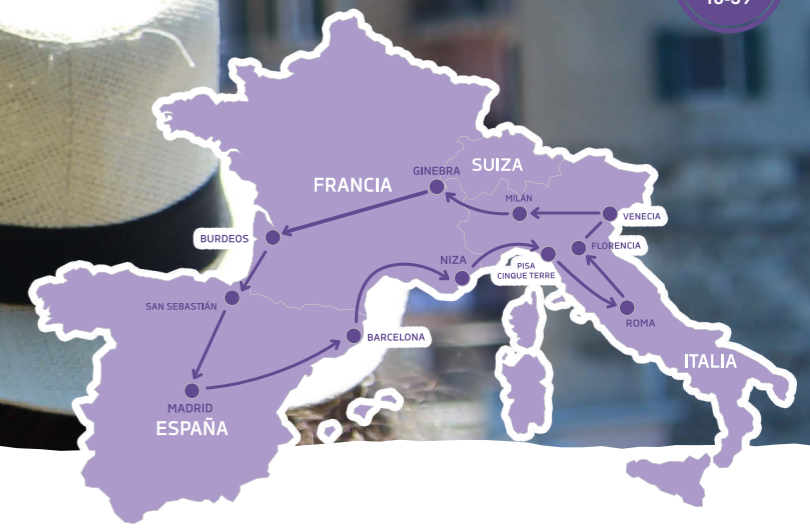 FRANCIA
GINEBRA
SUIZA
MILÁN
VENECIA
BURDEOS
FLORENCIA
NIZA
PISA
CINQUE TERRE
SAN SEBASTIÁN
ROMA
BARCELONA
ITALIA
MADRID
ESPAÑA